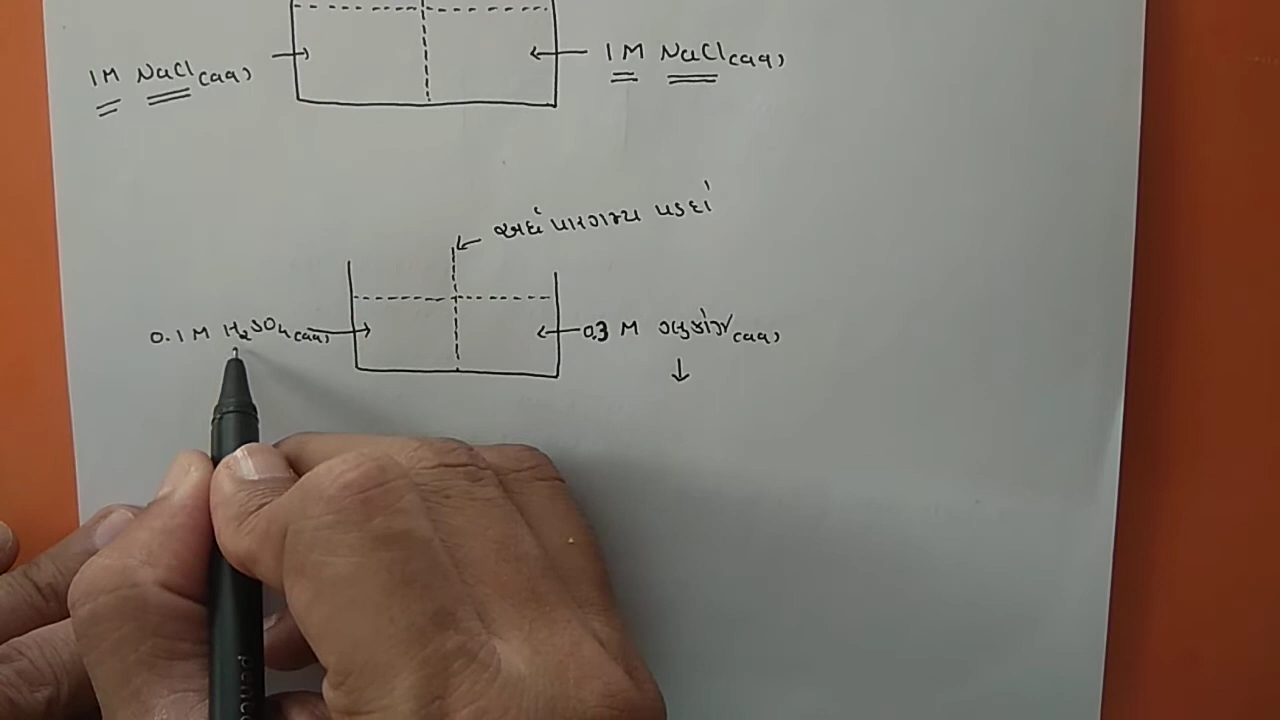 1M NaCl(aq)
1M NaCl(aq)
અર્ધ પારગમ્ય પડદો
0.1 M H₂SO₄(aq)
0.3 M ગ્લુકોઝ(aq)